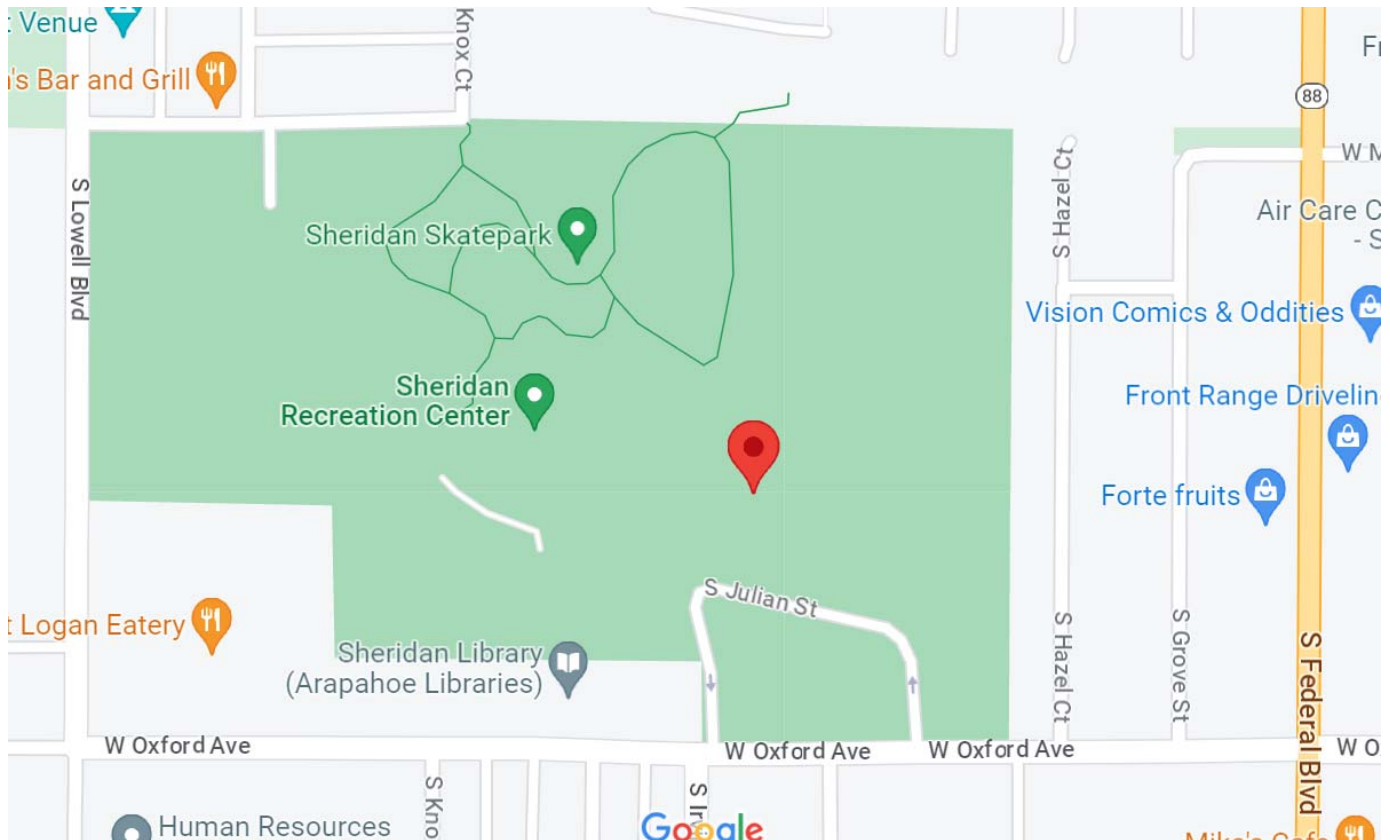 t Venue
Knox Ct
n's Bar and Grill
Fr
88
W M
S Hazel Ct
S Lowell Blvd
Sheridan Skatepark
Air Care C
- S
Vision Comics & Oddities
Sheridan
Recreation Center
Front Range Drivelin
Forte fruits
S Julian St
t Logan Eatery
Sheridan Library
(Arapahoe Libraries)
S Hazel Ct
S Grove St
S Federal Blvd
W Oxford Ave
W Oxford Ave
W Oxford Ave
W O
S Kno
S Irv
Human Resources
Google
Mike's Cafe